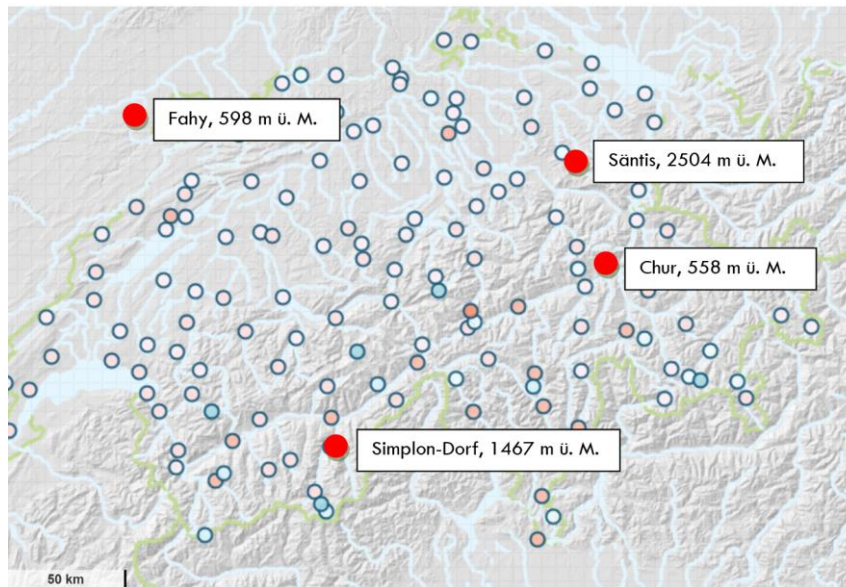 Fahy, 598 m ü. M.
Säntis, 2504 m ü. M.
Chur, 558 m ü. M.
Simplon-Dorf, 1467 m ü. M.
50 km